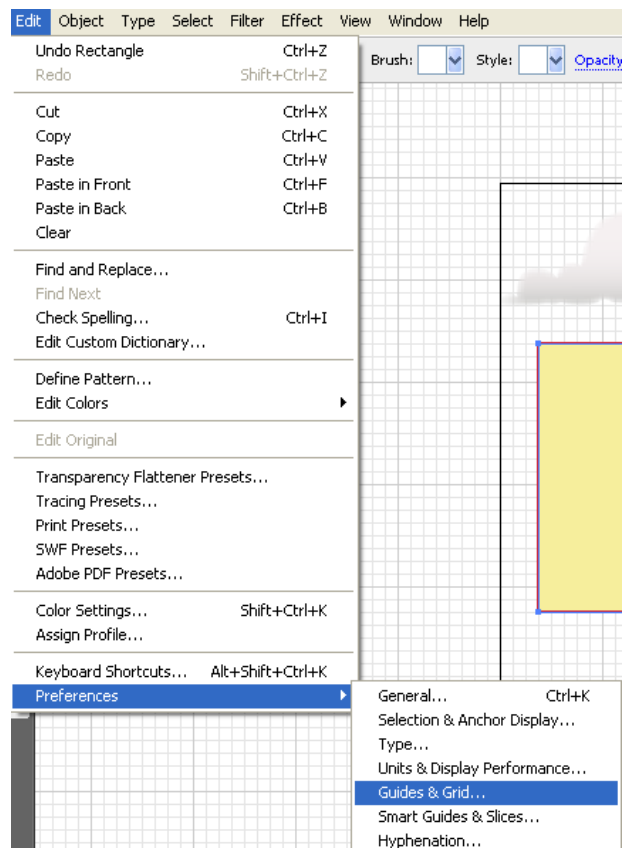 Edit Object Type Select Filter Effect View Window Help
Undo Rectangle Ctrl+Z
Redo Shift+Ctrl+Z
Brush: Style: Opacity
Cut Ctrl+X
Copy Ctrl+C
Paste Ctrl+V
Paste in Front Ctrl+F
Paste in Back Ctrl+B
Clear
Find and Replace...
Find Next
Check Spelling... Ctrl+I
Edit Custom Dictionary...
Define Pattern...
Edit Colors
Edit Original
Transparency Flattener Presets...
Tracing Presets...
Print Presets...
SWF Presets...
Adobe PDF Presets...
Color Settings... Shift+Ctrl+K
Assign Profile...
Keyboard Shortcuts... Alt+Shift+Ctrl+K
Preferences
General... Ctrl+K
Selection & Anchor Display...
Type...
Units & Display Performance...
Guides & Grid...
Smart Guides & Slices...
Hyphenation...